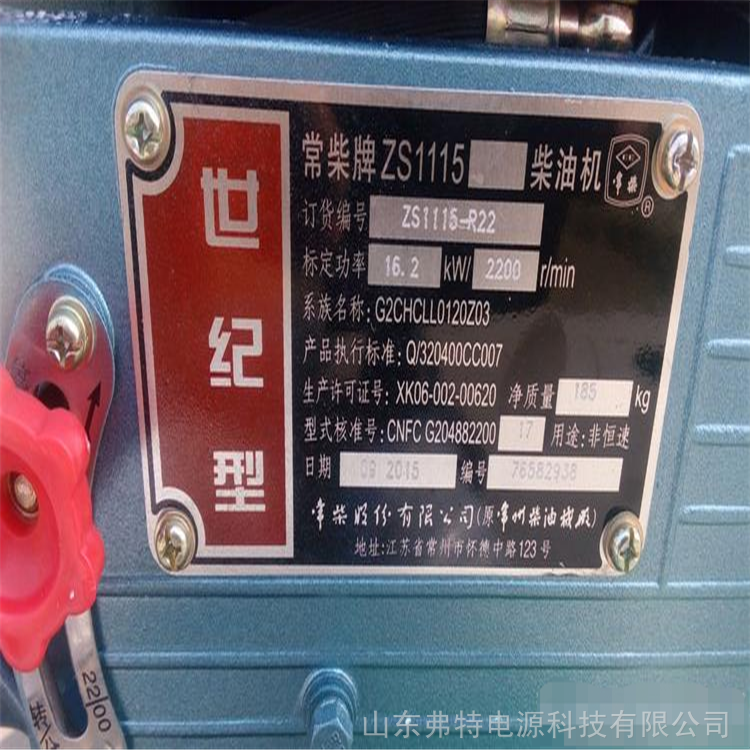 世纪型
常柴牌ZS1115 柴油机
常柴
®
订货编号 ZS1115-R22
标定功率 16.2 kW/ 2200 r/min
系族名称: G2CHCLL0120Z03
产品执行标准: Q/320400CC007
生产许可证号: XK06-002-00620 净质量 185 kg
型式核准号: CNFC G204882200 17 用途: 非恒速
日期 09 2015 编号 76582938
常柴股份有限公司(原常州柴油机厂)
地址: 江苏省常州市怀德中路123号
转/
2200
山东弗特电源科技有限公司